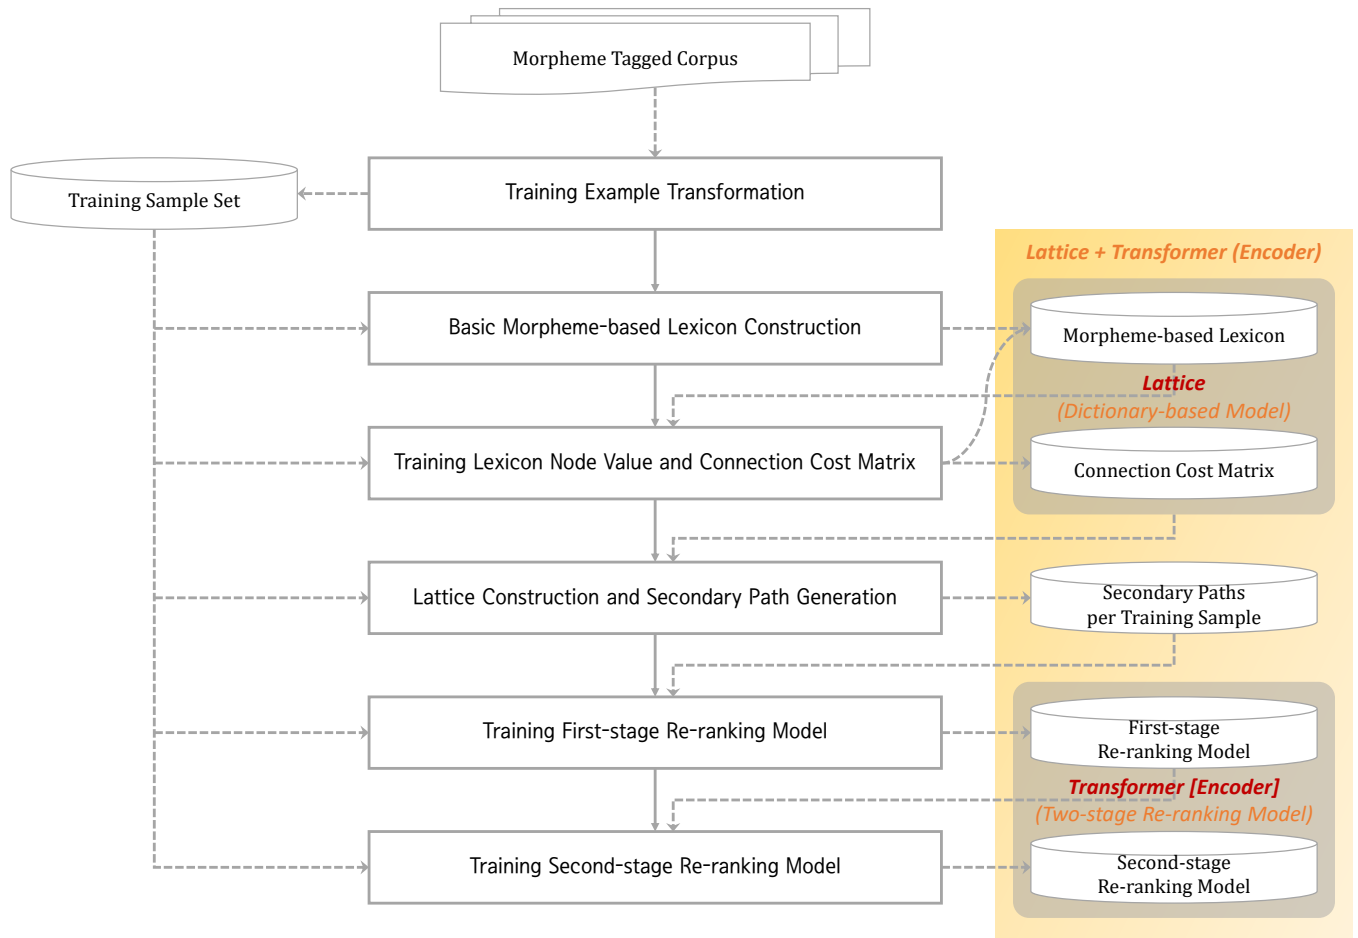 Morpheme Tagged Corpus
Training Example Transformation
Training Sample Set
Lattice + Transformer (Encoder)
Basic Morpheme-based Lexicon Construction
Morpheme-based Lexicon
Lattice
(Dictionary-based Model)
Training Lexicon Node Value and Connection Cost Matrix
Connection Cost Matrix
Lattice Construction and Secondary Path Generation
Secondary Paths
per Training Sample
Training First-stage Re-ranking Model
First-stage
Re-ranking Model
Transformer [Encoder]
(Two-stage Re-ranking Model)
Training Second-stage Re-ranking Model
Second-stage
Re-ranking Model